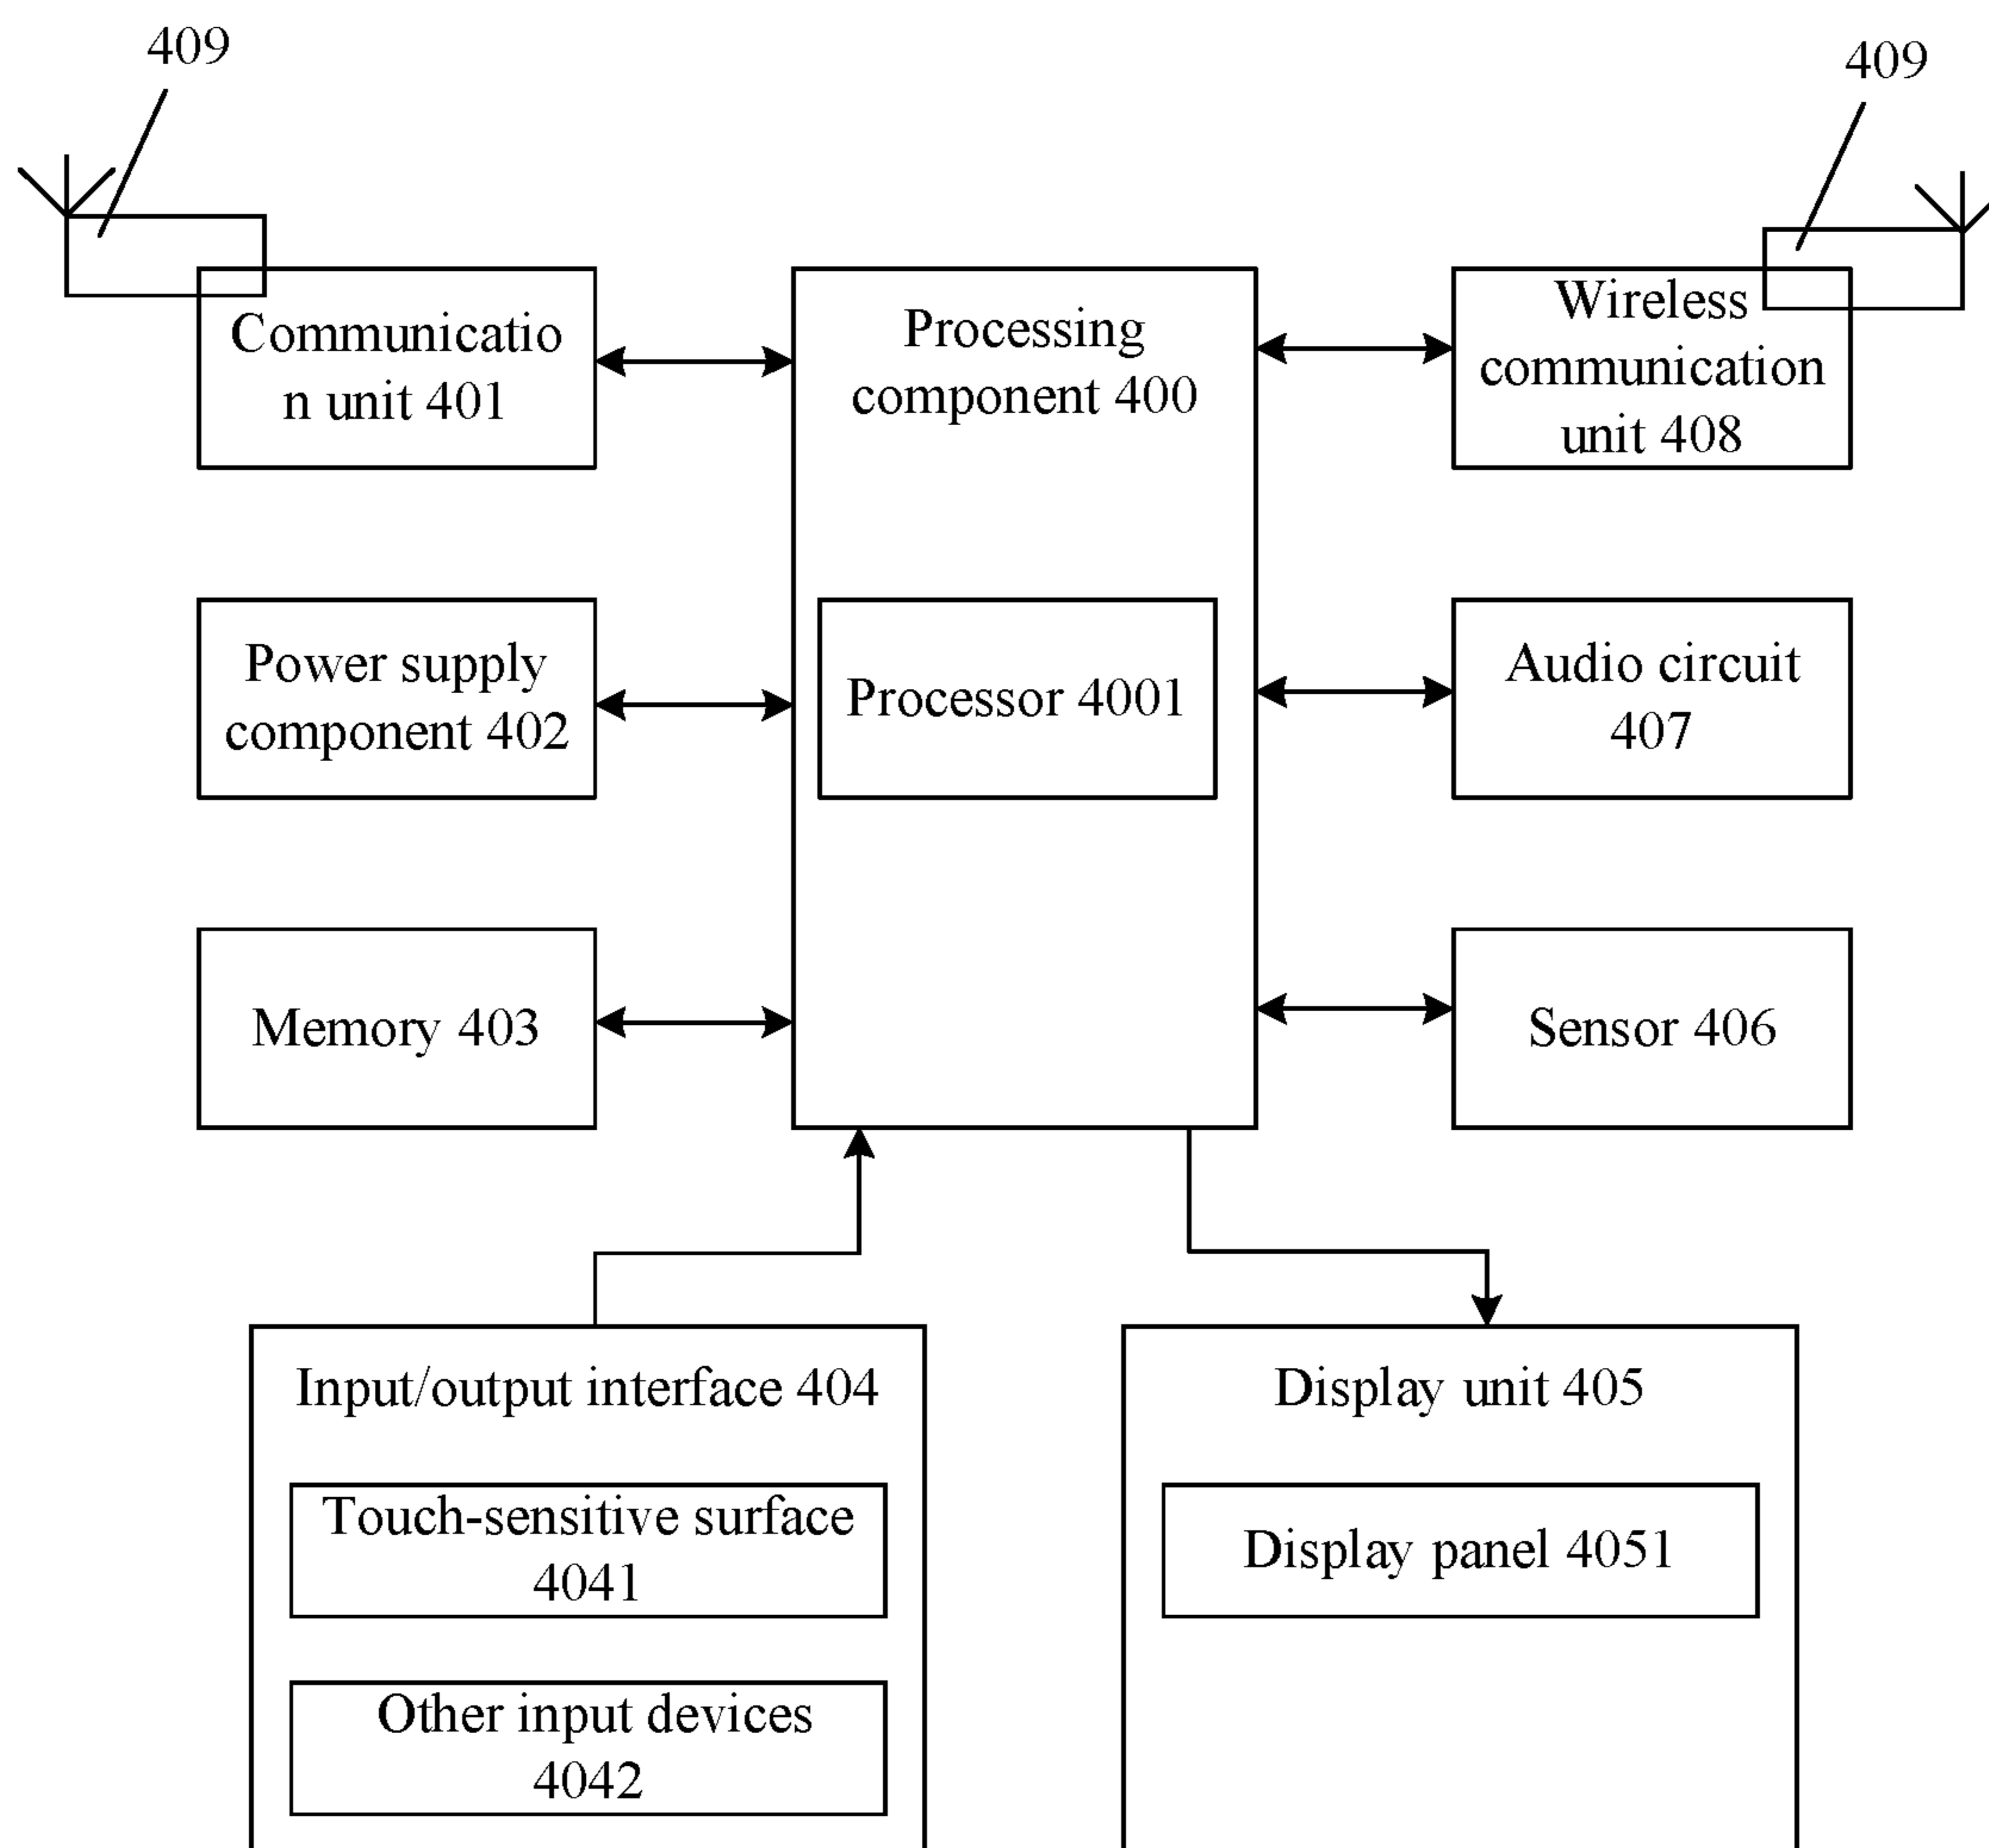 409
409
Communicatio
n unit 401
Processing
component 400
Wireless
communication
unit 408
Power supply
component 402
Processor 4001
Audio circuit
407
Memory 403
Sensor 406
Input/output interface 404
Touch-sensitive surface
4041
Other input devices
4042
Display unit 405
Display panel 4051